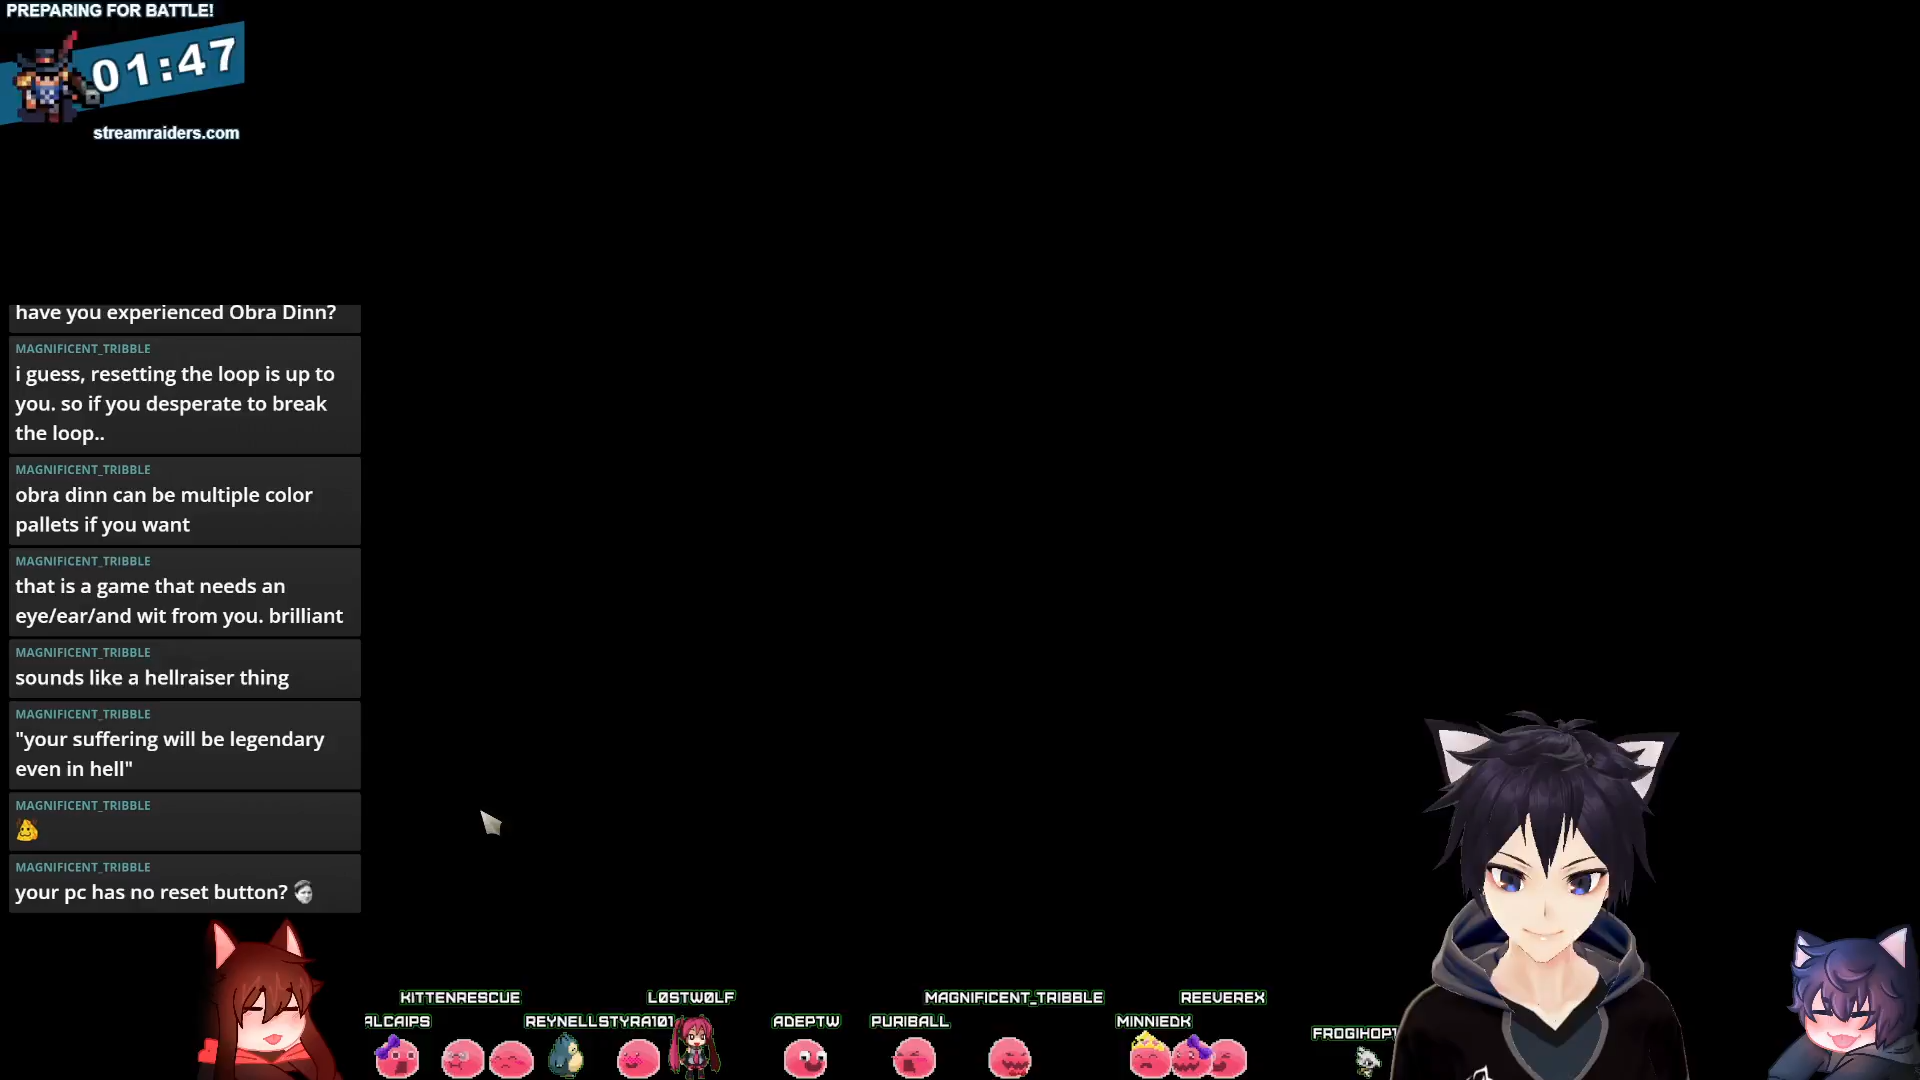 PREPARING FOR BATTLE!
01:47
streamraiders.com
have you experienced Obra Dinn?
MAGNIFICENT_TRIBBLE
i guess, resetting the loop is up to
you. so if you desperate to break
the loop..
MAGNIFICENT_TRIBBLE
obra dinn can be multiple color
pallets if you want
MAGNIFICENT_TRIBBLE
that is a game that needs an
eye/ear/and wit from you. brilliant
MAGNIFICENT_TRIBBLE
sounds like a hellraiser thing
MAGNIFICENT_TRIBBLE
"your suffering will be legendary
even in hell"
MAGNIFICENT_TRIBBLE
MAGNIFICENT_TRIBBLE
your pc has no reset button?
KITTENRESCUE L0STW0LF MAGNIFICENT_TRIBBLE REEVEREX
ALCAIPS REYNELLSTYRA101 ADEPTW PURIBALL MINNIEDK
FROGIHOP1